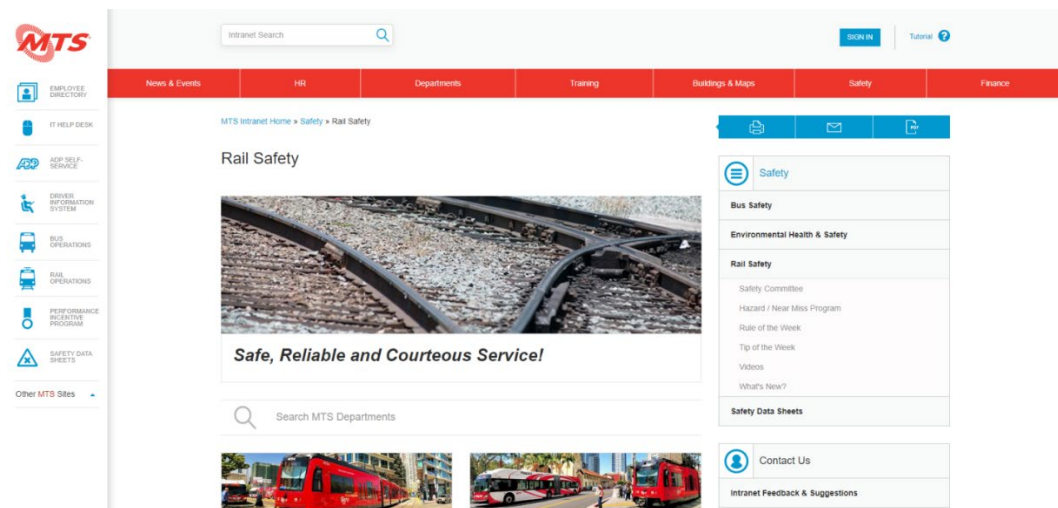 MTS
EMPLOYEE
DIRECTORY
IT HELP DESK
ADP SELF-
SERVICE
DRIVER
INFORMATION
SYSTEM
BUS
OPERATIONS
RAIL
OPERATIONS
PERFORMANCE
INCENTIVE
PROGRAM
SAFETY DATA
SHEETS
Other MTS Sites
Intranet Search
SIGN IN
Tutorial ?
News & Events
HR
Departments
Training
Buildings & Maps
Safety
Finance
MTS Intranet Home » Safety » Rail Safety
Rail Safety
Safe, Reliable and Courteous Service!
Search MTS Departments
PDF
Safety
Bus Safety
Environmental Health & Safety
Rail Safety
Safety Committee
Hazard / Near Miss Program
Rule of the Week
Tip of the Week
Videos
What's New?
Safety Data Sheets
Contact Us
Intranet Feedback & Suggestions